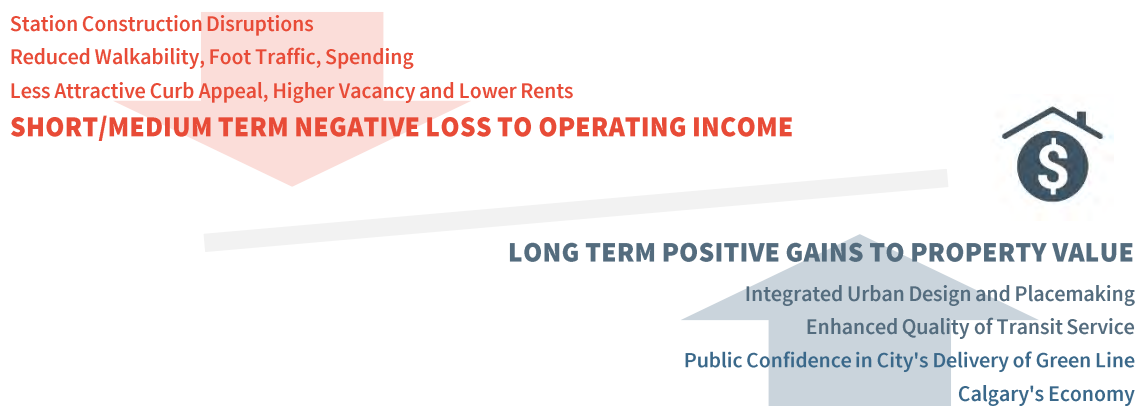 Station Construction Disruptions
Reduced Walkability, Foot Traffic, Spending
Less Attractive Curb Appeal, Higher Vacancy and Lower Rents
SHORT/MEDIUM TERM NEGATIVE LOSS TO OPERATING INCOME
$
LONG TERM POSITIVE GAINS TO PROPERTY VALUE
Integrated Urban Design and Placemaking
Enhanced Quality of Transit Service
Public Confidence in City's Delivery of Green Line
Calgary's Economy